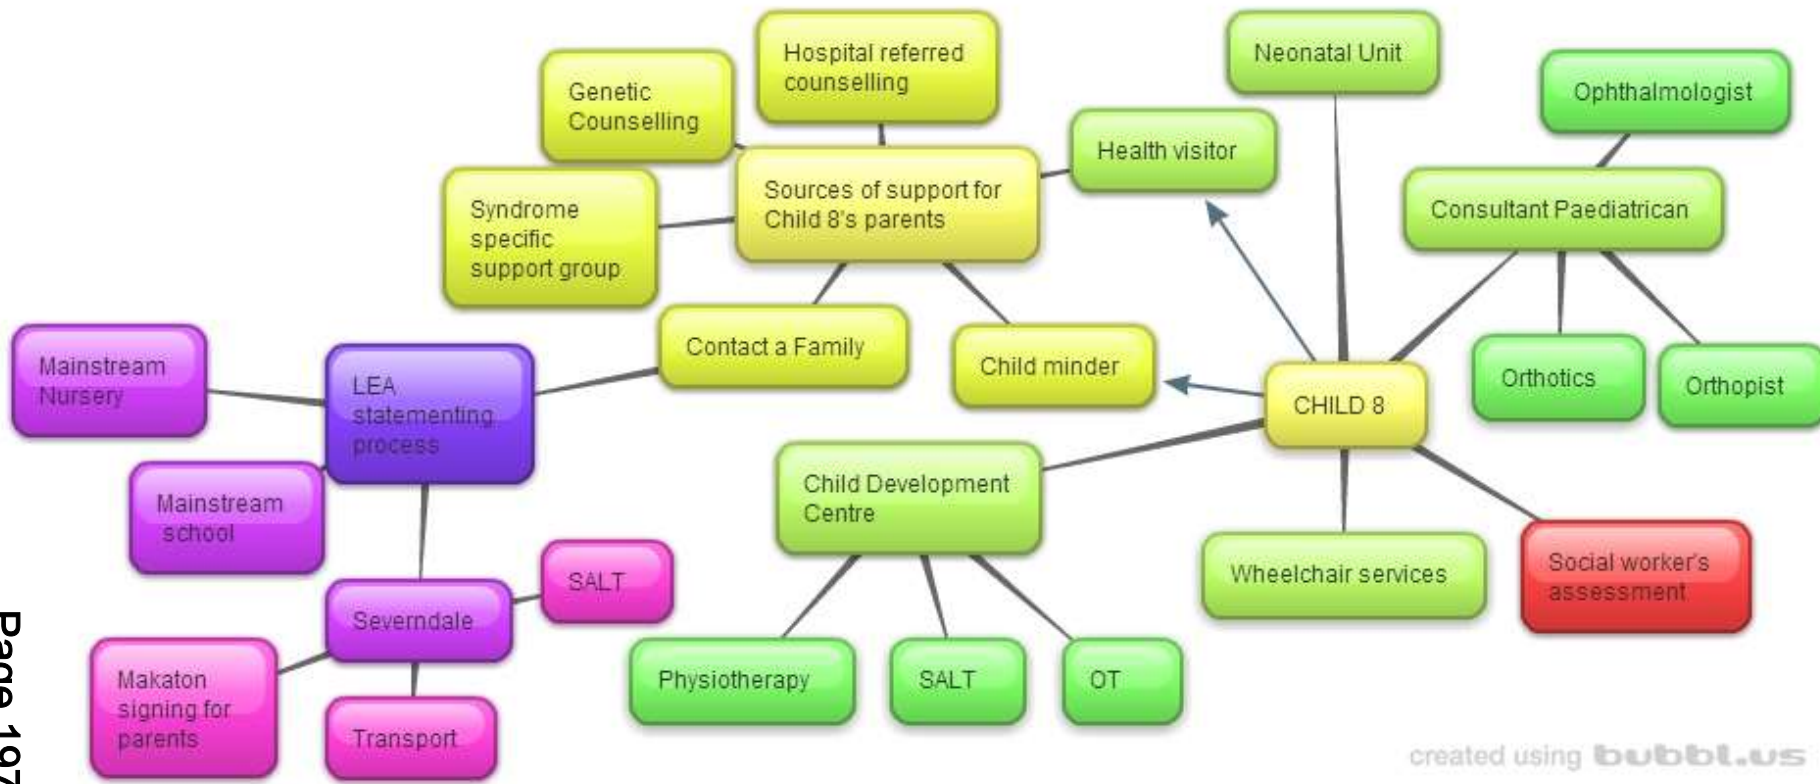 Hospital referred
counselling
Neonatal Unit
Genetic
Counselling
Ophthalmologist
Health visitor
Sources of support for
Child 8's parents
Syndrome
specific
support group
Consultant Paediatrican
Contact a Family
Child minder
Mainstream
Nursery
LEA
statementing
process
CHILD 8
Orthotics
Orthopist
Mainstream
school
Child Development
Centre
SALT
Wheelchair services
Social worker's
assessment
Severndale
Makaton
signing for
parents
Transport
Physiotherapy
SALT
OT
Page 197
created using bubbl.us